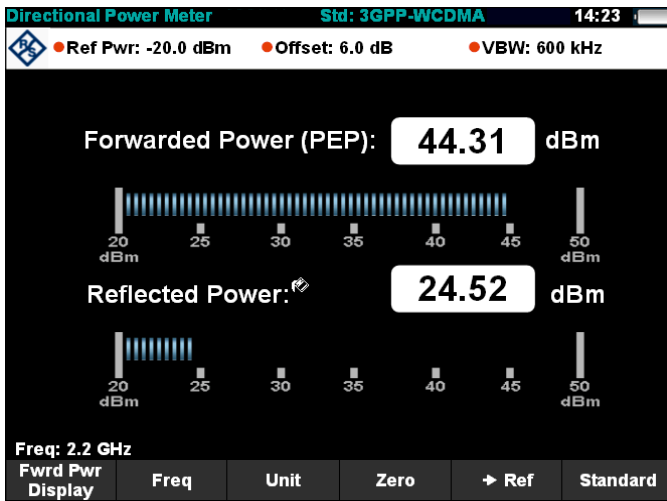 Directional Power Meter Std: 3GPP-WCDMA 14:23
R&S Ref Pwr: -20.0 dBm Offset: 6.0 dB VBW: 600 kHz
Forwarded Power (PEP): 44.31 dBm
20 25 30 35 40 45 50
dBm dBm
Reflected Power: 24.52 dBm
20 25 30 35 40 45 50
dBm dBm
Freq: 2.2 GHz
Fwrd Pwr Display Freq Unit Zero → Ref Standard